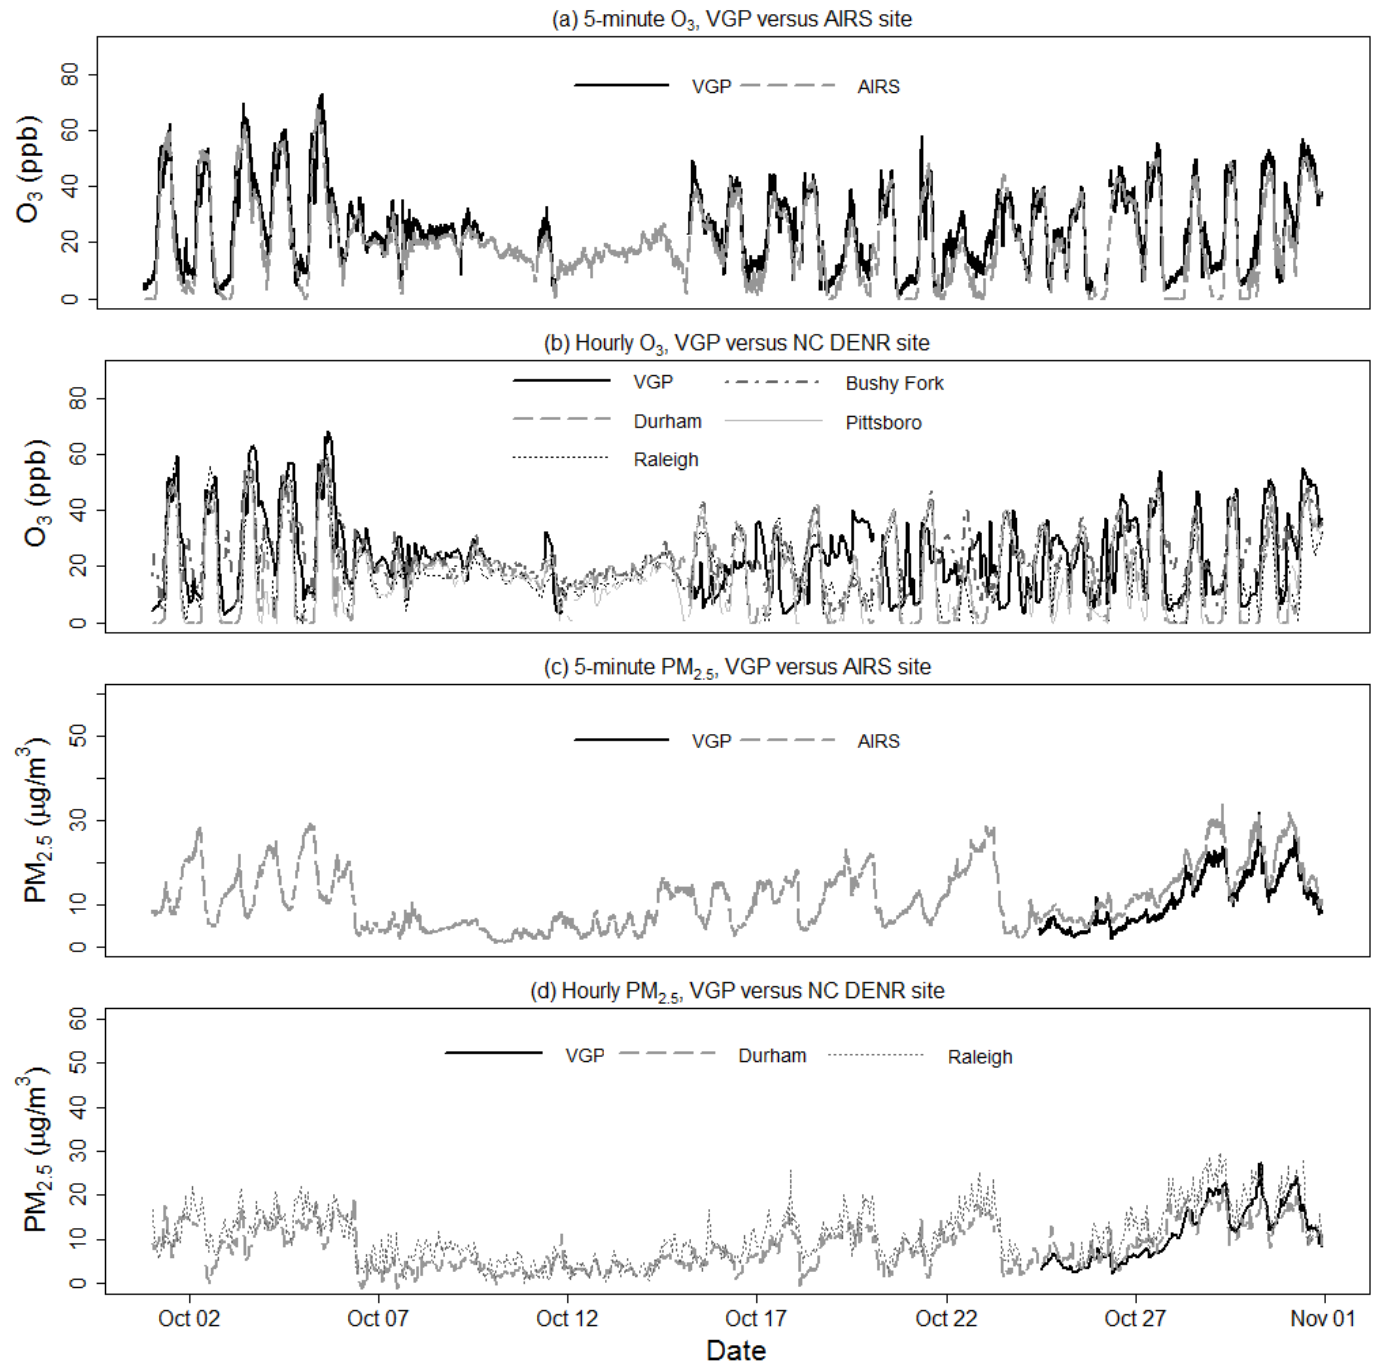 (a) 5-minute O3, VGP versus AIRS site
O3 (ppb)
80
60
40
20
0
VGP
AIRS
(b) Hourly O3, VGP versus NC DENR site
O3 (ppb)
80
60
40
20
0
VGP
Bushy Fork
Durham
Pittsboro
Raleigh
(c) 5-minute PM2.5, VGP versus AIRS site
PM2.5 (µg/m3)
50
30
10
0
VGP
AIRS
(d) Hourly PM2.5, VGP versus NC DENR site
PM2.5 (µg/m3)
60
50
40
30
20
10
0
VGP
Durham
Raleigh
Oct 02
Oct 07
Oct 12
Oct 17
Oct 22
Oct 27
Nov 01
Date